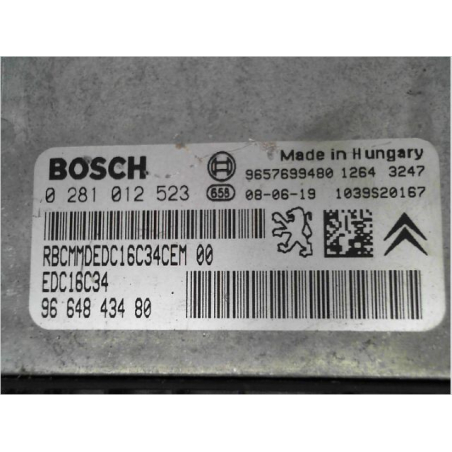 Made in Hungary
BOSCH 9657699480 1264 3247
0 281 012 523 658 08-06-19 1039S20167
RBCMMDEDC16C34CEM 00
EDC16C34
96 648 434 80